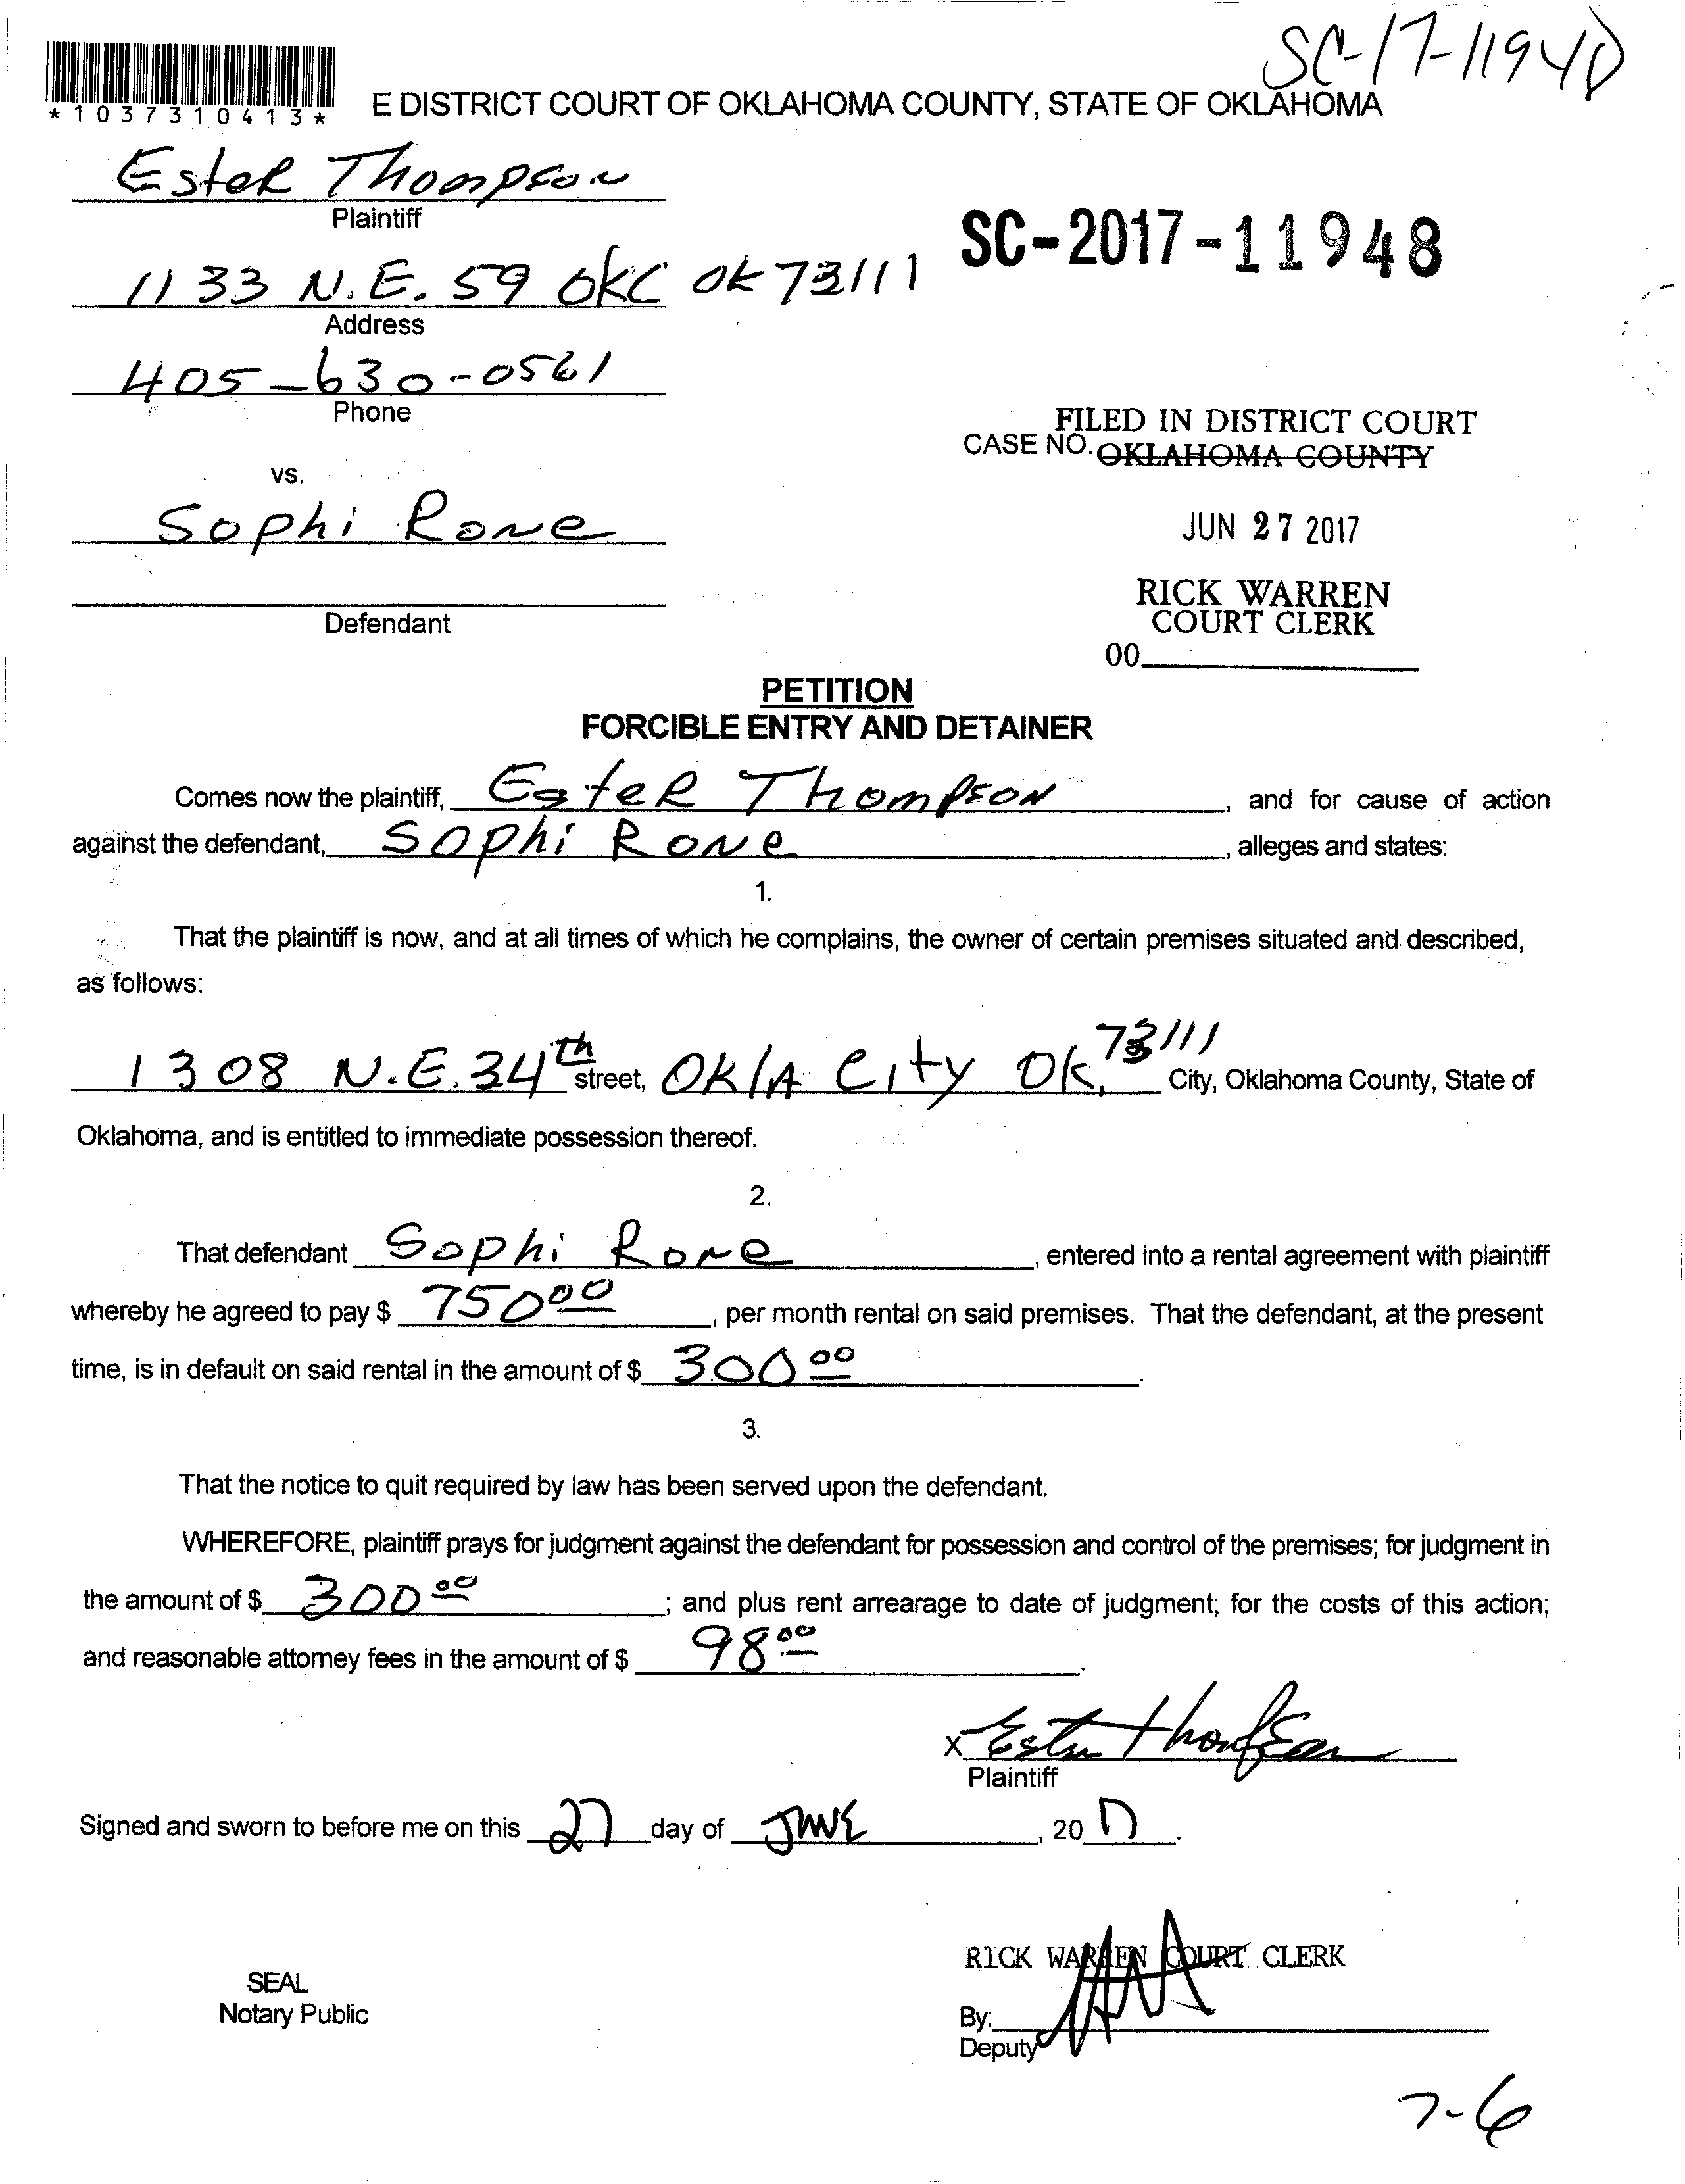 SC-17-11948
*1037310413*
E DISTRICT COURT OF OKLAHOMA COUNTY, STATE OF OKLAHOMA
Ester Thompson
Plaintiff
SC-2017-11948
1133 N.E. 59 OKC OK 73111
Address
405-630-0561
Phone
FILED IN DISTRICT COURT
CASE NO. OKLAHOMA COUNTY
vs.
Sophi Rone
JUN 27 2017
RICK WARREN
Defendant
COURT CLERK
00
PETITION
FORCIBLE ENTRY AND DETAINER
Comes now the plaintiff, Ester Thompson, and for cause of action
against the defendant, Sophi Rone, alleges and states:
1.
That the plaintiff is now, and at all times of which he complains, the owner of certain premises situated and described,
as follows:
1308 N.E. 34th street, OklA City Ok, 73111 City, Oklahoma County, State of
Oklahoma, and is entitled to immediate possession thereof.
2.
That defendant Sophi Rone, entered into a rental agreement with plaintiff
whereby he agreed to pay $ 750 00, per month rental on said premises. That the defendant, at the present
time, is in default on said rental in the amount of $ 300 00.
3.
That the notice to quit required by law has been served upon the defendant.
WHEREFORE, plaintiff prays for judgment against the defendant for possession and control of the premises; for judgment in
the amount of $ 300 00; and plus rent arrearage to date of judgment; for the costs of this action;
and reasonable attorney fees in the amount of $ 98 00.
X Ester Thompson
Plaintiff
Signed and sworn to before me on this 27 day of JUNE, 20 17.
RICK WARREN COURT CLERK
SEAL
Notary Public
By:
Deputy
7-6